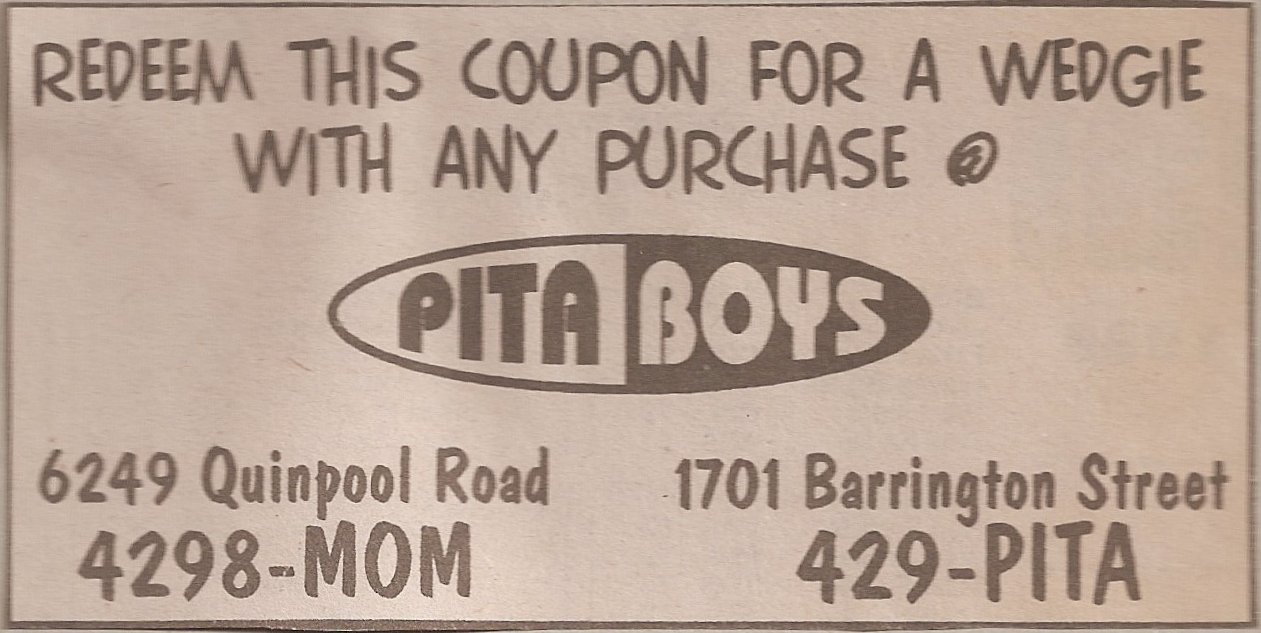 REDEEM THIS COUPON FOR A WEDGIE
WITH ANY PURCHASE @
PITA BOYS
6249 Quinpool Road
4298-MOM
1701 Barrington Street
429-PITA